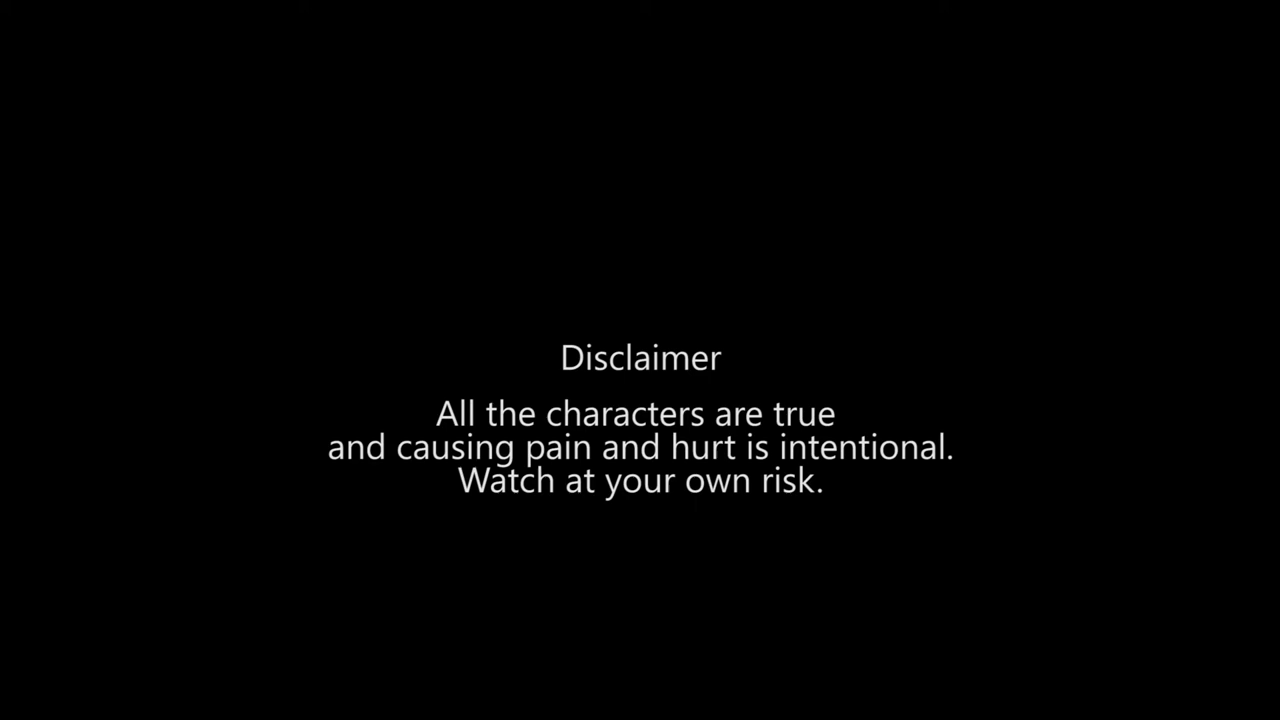 Disclaimer
All the characters are true
and causing pain and hurt is intentional.
Watch at your own risk.